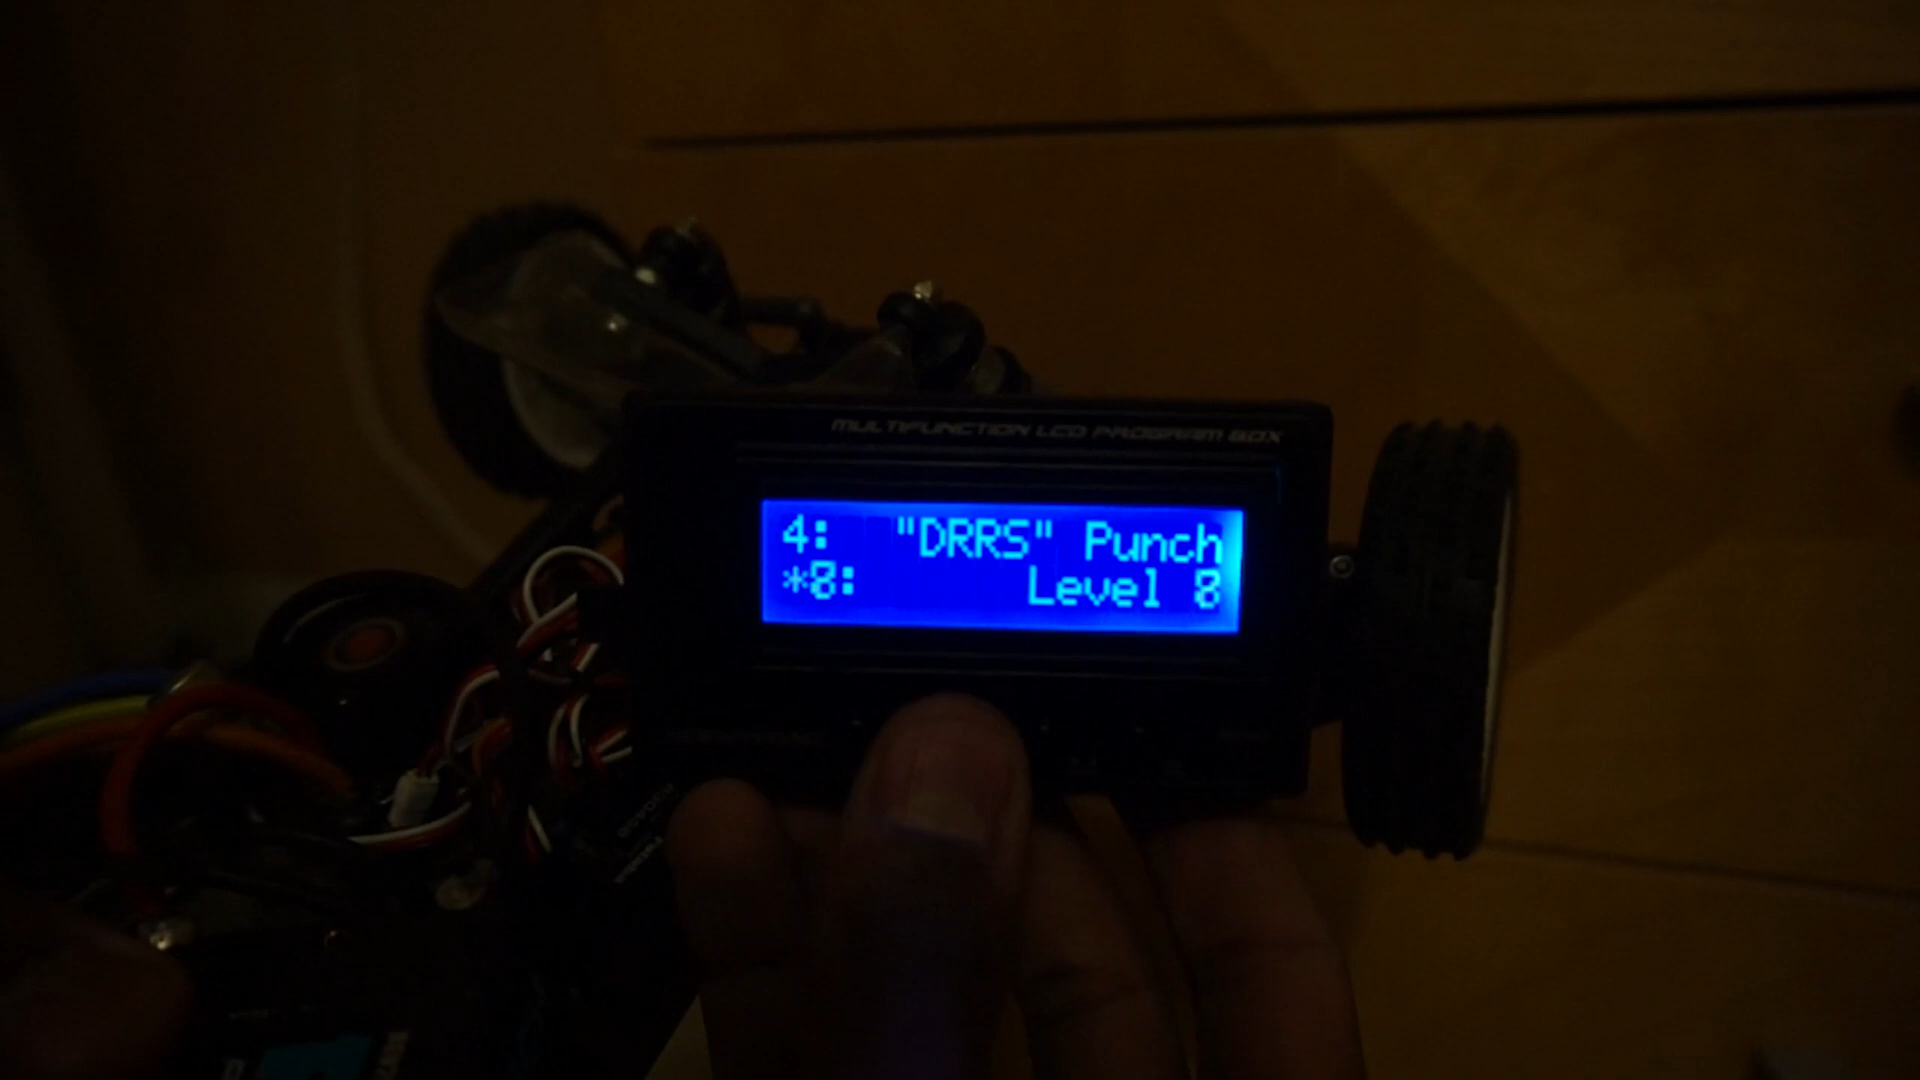 MULTIFUNCTION LCD PROGRAM BOX
4: "DRRS" Punch
*8: Level 8